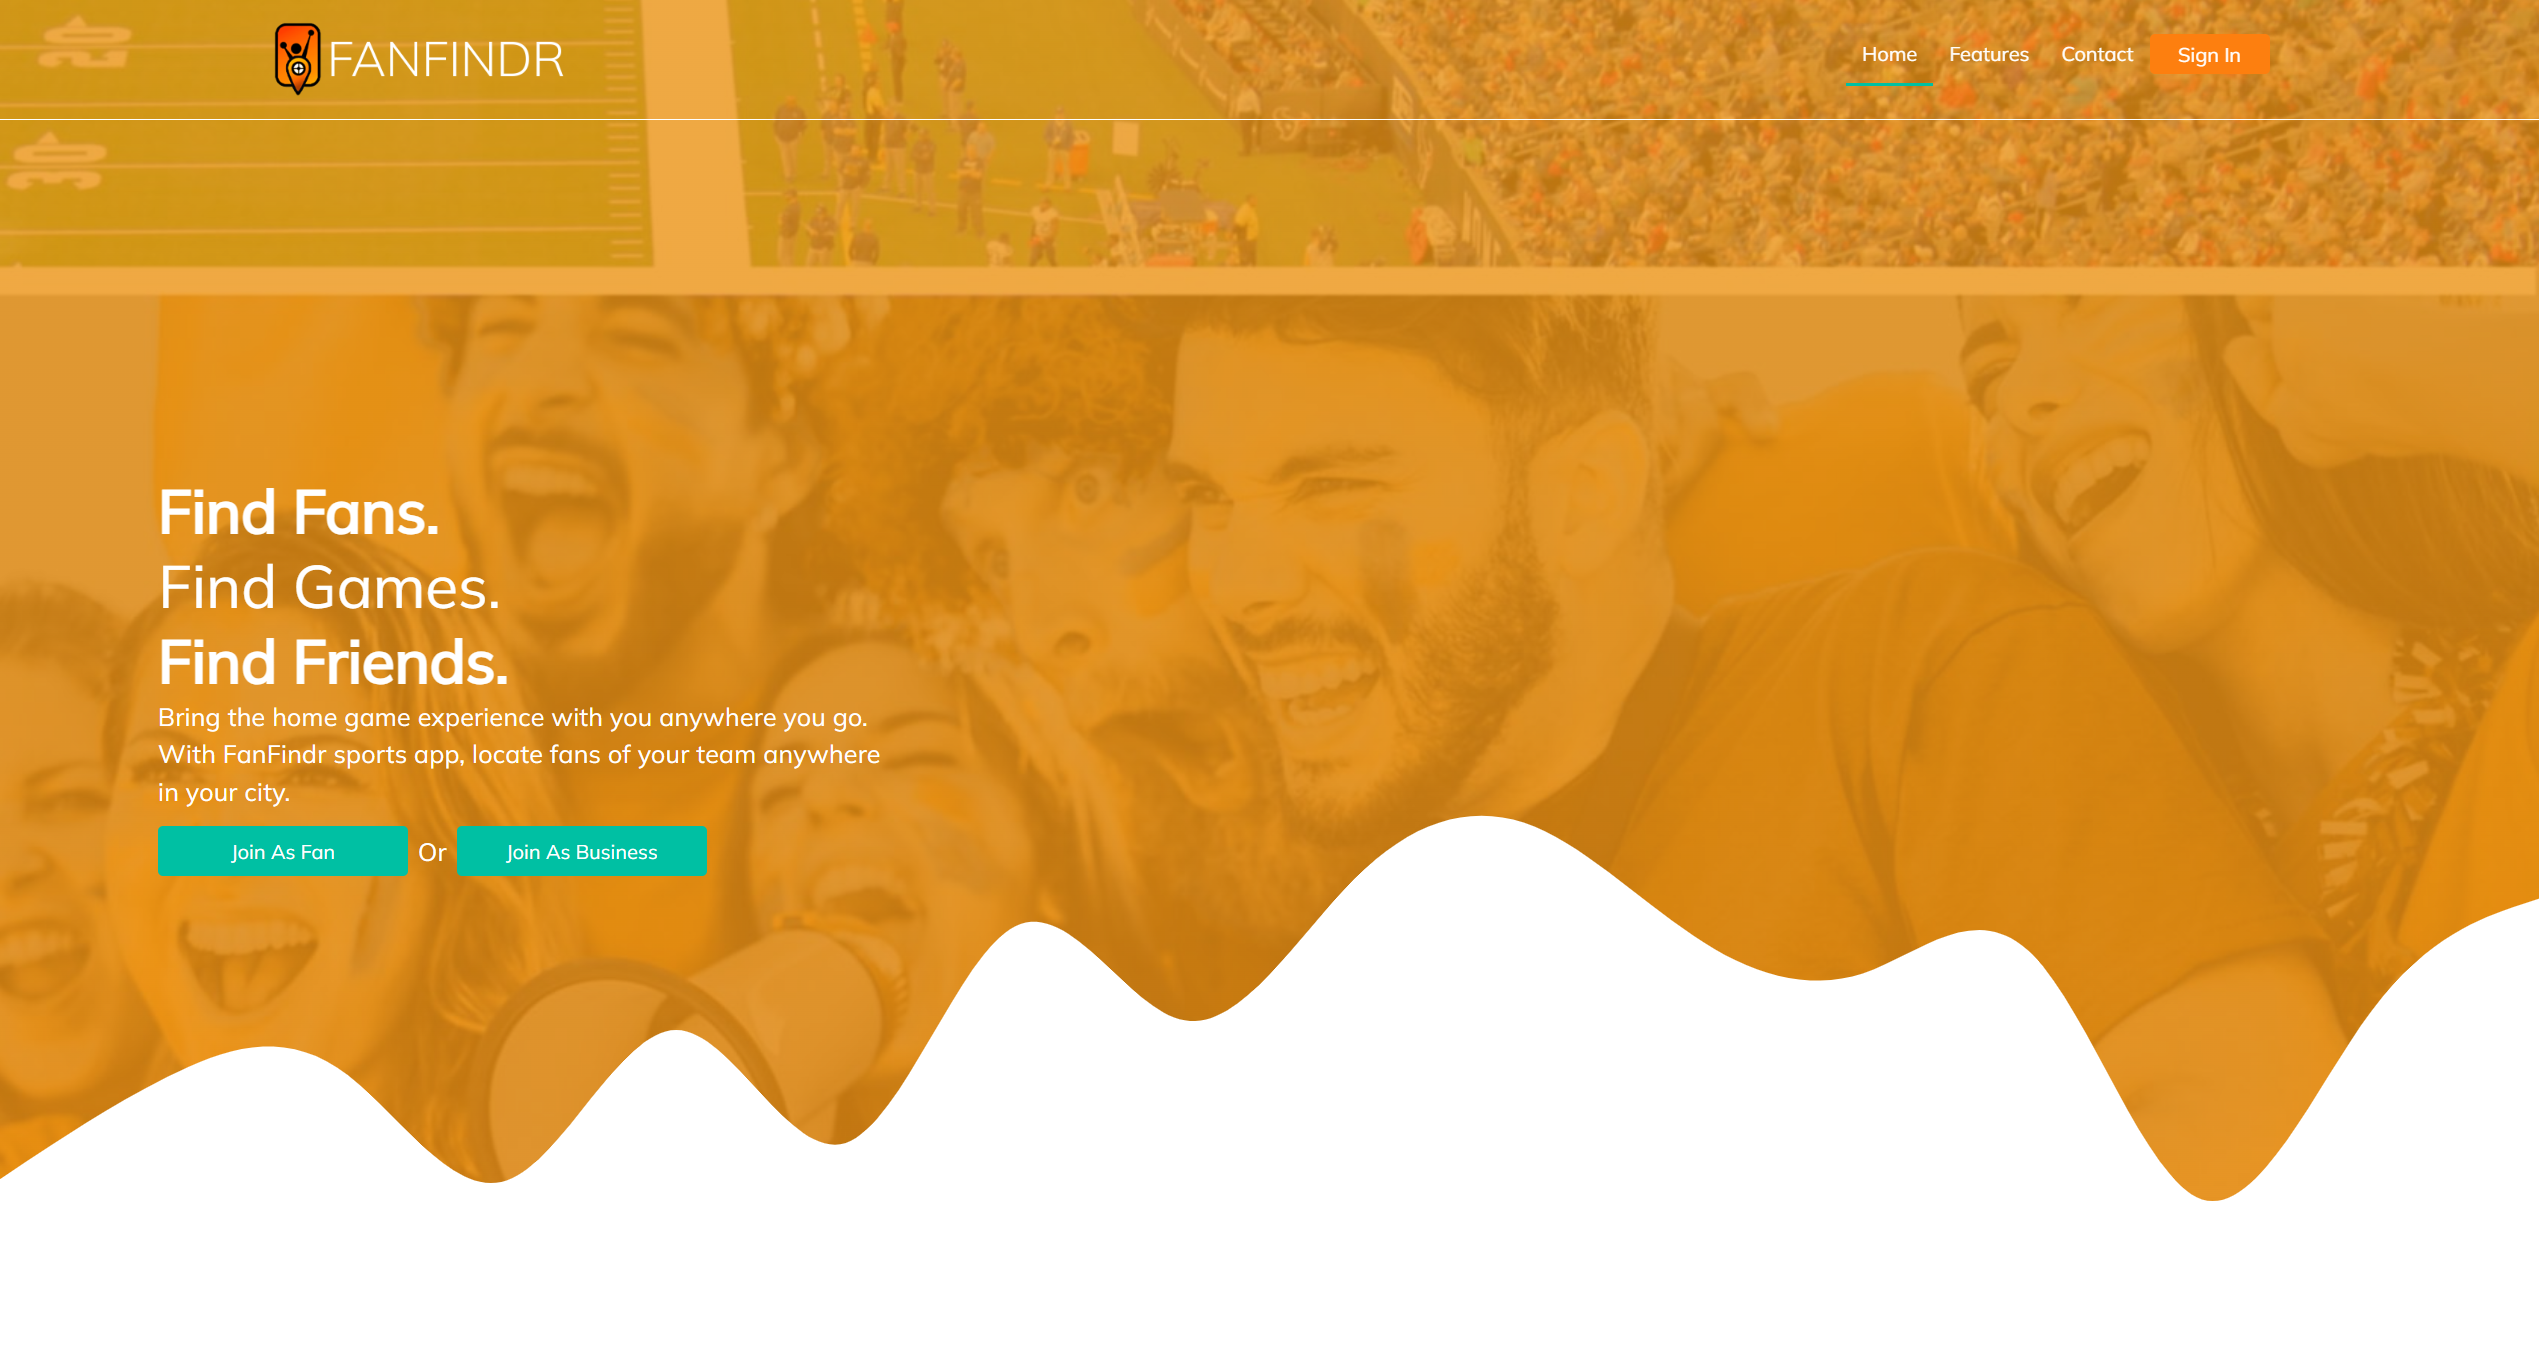 FANFINDR
Home Features Contact Sign In
Find Fans.
Find Games.
Find Friends.
Bring the home game experience with you anywhere you go.
With FanFindr sports app, locate fans of your team anywhere
in your city.
Join As Fan Or Join As Business